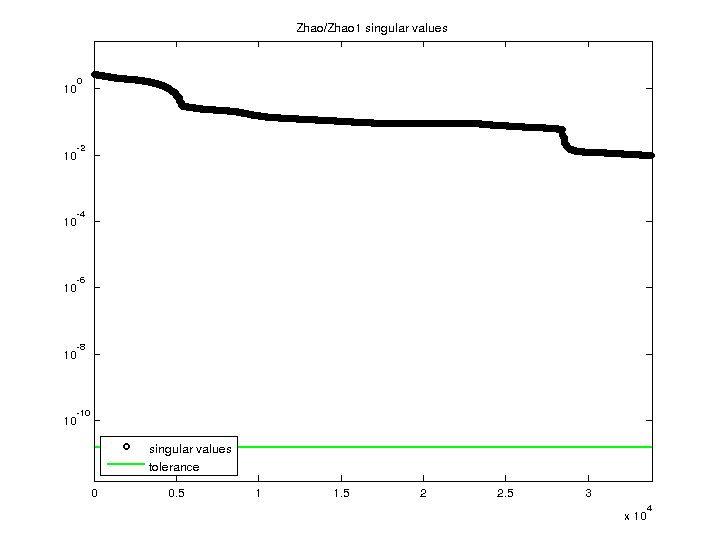 Zhao/Zhao1 singular values
10^0
10^-2
10^-4
10^-6
10^-8
10^-10
singular values
tolerance
0 0.5 1 1.5 2 2.5 3
x 10^4